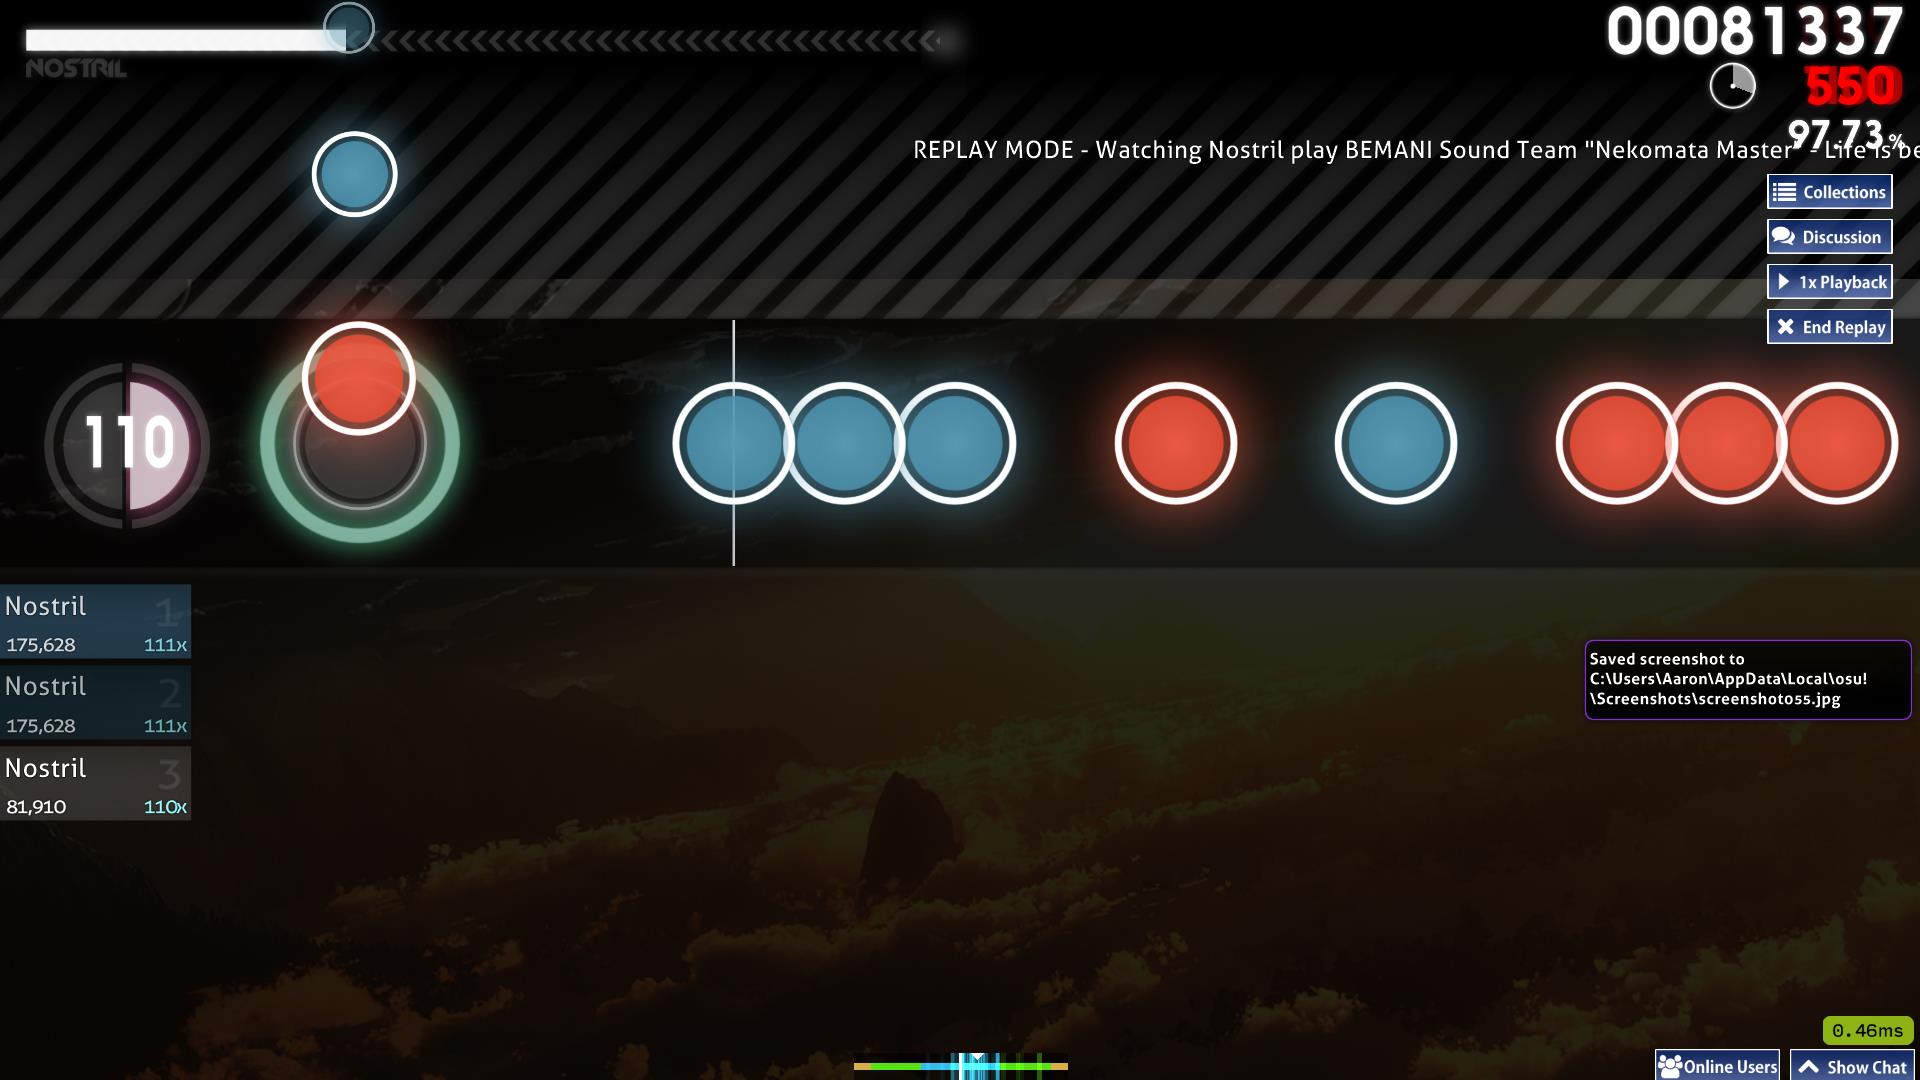 00081337
NOSTRIL
550
97.73%
REPLAY MODE - Watching Nostril play BEMANI Sound Team "Nekomata Master" - Life is be
Collections
Discussion
1x Playback
End Replay
110
Nostril 1
175,628 111x
Nostril 2
175,628 111x
Nostril 3
81,910 110x
Saved screenshot to
C:\Users\Aaron\AppData\Local\osu!
\Screenshots\screenshot055.jpg
0.46ms
Online Users
Show Chat